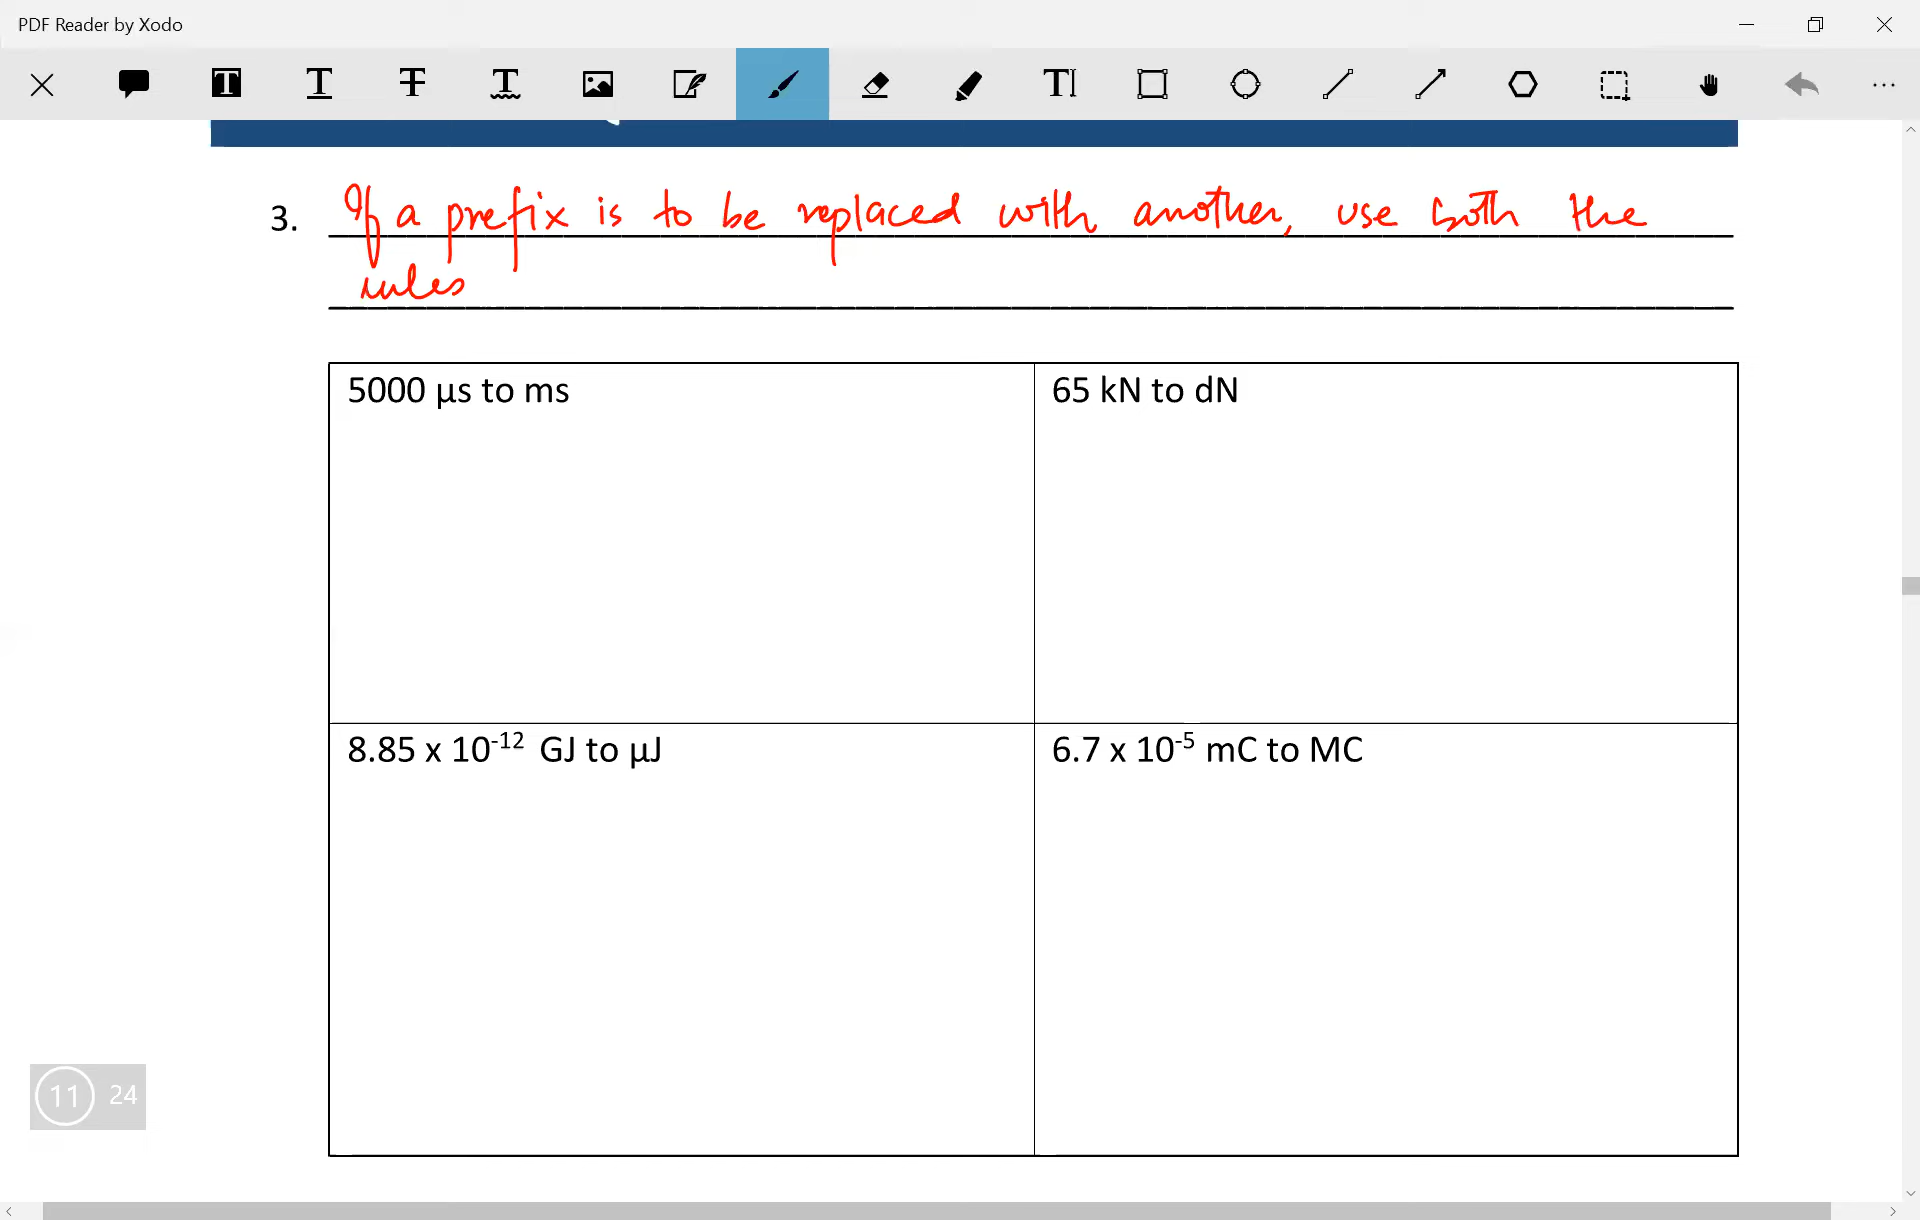 PDF Reader by Xodo
3. If a prefix is to be replaced with another, use both the
rules
5000 µs to ms
65 kN to dN
8.85 x 10⁻¹² GJ to µJ
6.7 x 10⁻⁵ mC to MC
11 24